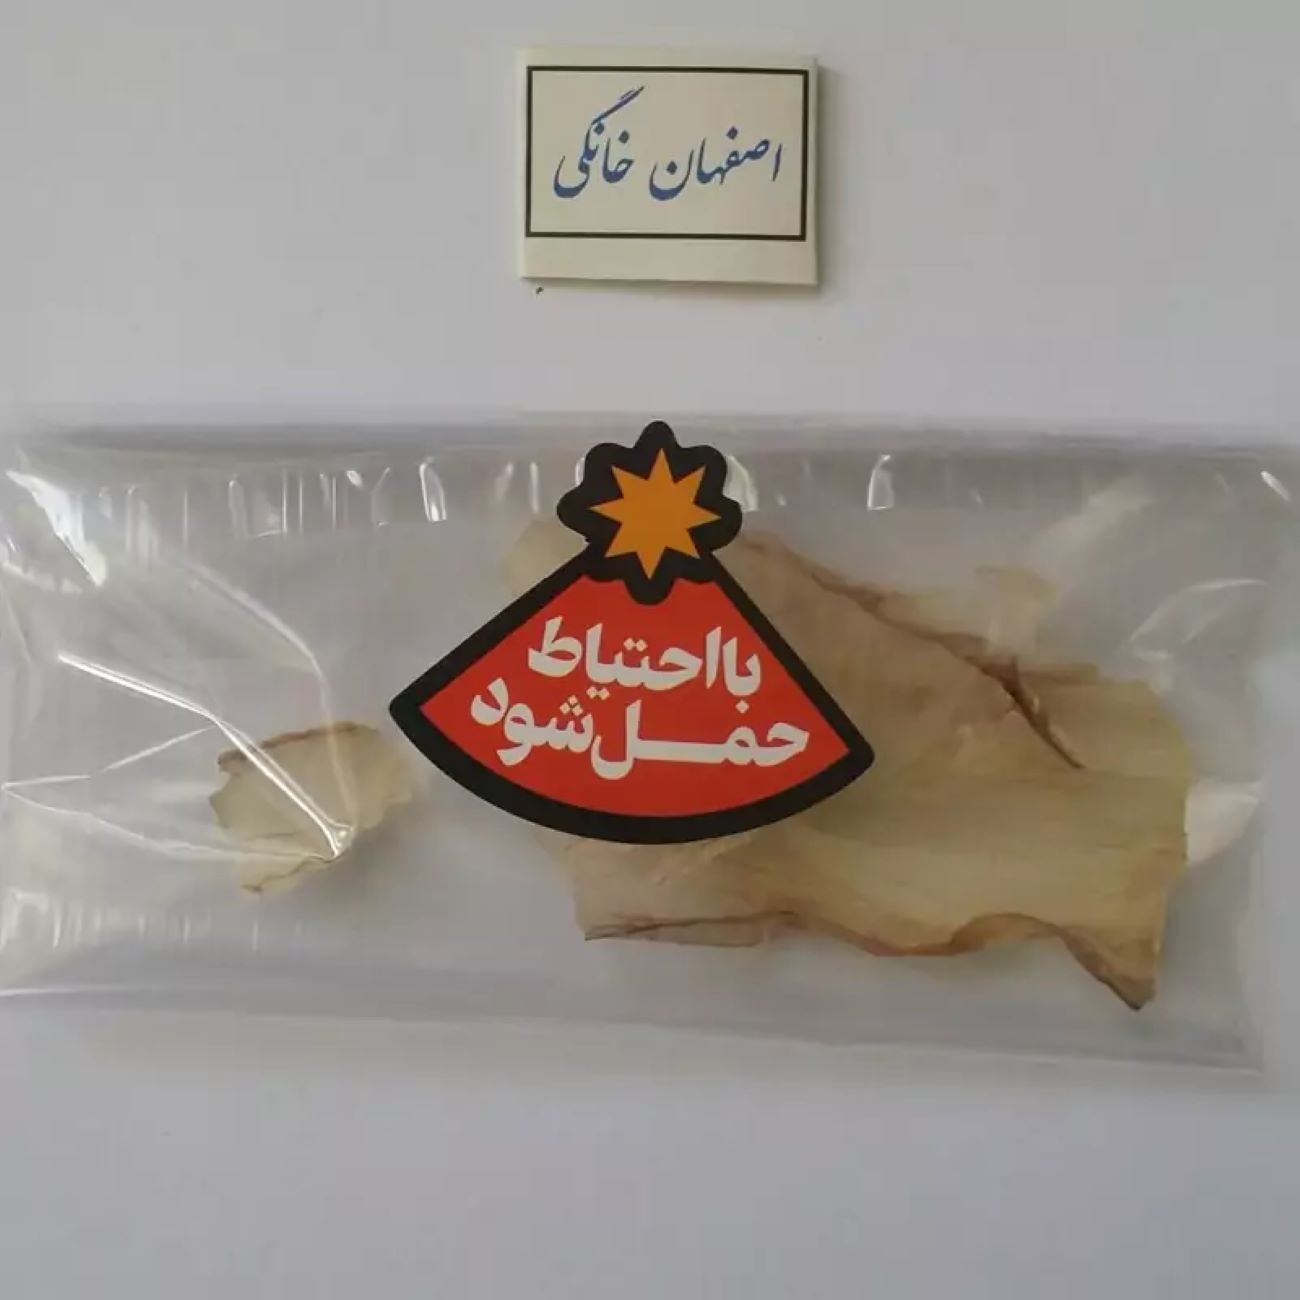 اصفهان خانگی
با احتیاط
حمل شود